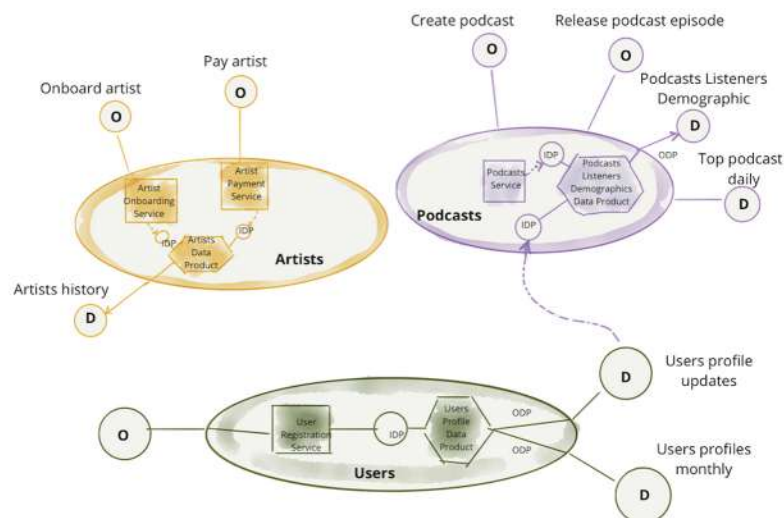 Create podcast
Release podcast episode
O
O
Pay artist
Onboard artist
O
O
Podcasts Listeners
Demographic
D
Artist
Onboarding
Service
Artist
Payment
Service
IDP
IDP
Artists
Data
Product
Artists
Artists history
D
IDP
Podcasts
Service
Podcasts
Listeners
Demographics
Data Product
ODP
IDP
Podcasts
Top podcast
daily
D
Users profile
updates
D
O
User
Registration
Service
IDP
Users
Profile
Data
Product
ODP
ODP
Users
Users profiles
monthly
D